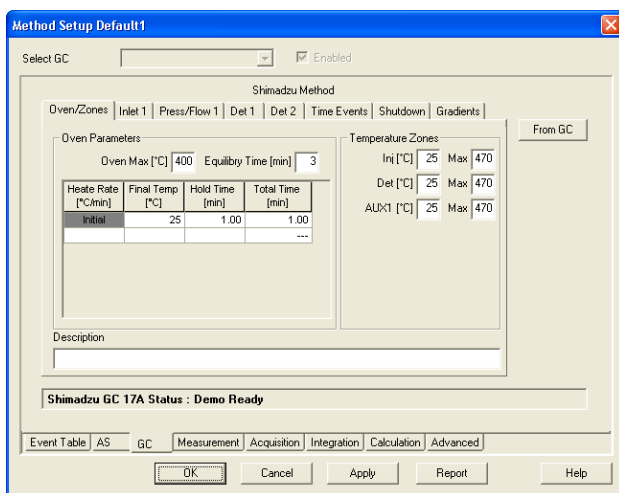 Method Setup Default1
Select GC
Enabled
Shimadzu Method
Oven/Zones Inlet 1 Press/Flow 1 Det 1 Det 2 Time Events Shutdown Gradients
From GC
Oven Parameters
Oven Max [°C] 400 Equilibry Time [min] 3
Heate Rate [°C/min] Final Temp [°C] Hold Time [min] Total Time [min]
Initial 25 1.00 1.00
---
Temperature Zones
Inj [°C] 25 Max 470
Det [°C] 25 Max 470
AUX1 [°C] 25 Max 470
Description
Shimadzu GC 17A Status : Demo Ready
Event Table AS GC Measurement Acquisition Integration Calculation Advanced
OK Cancel Apply Report Help